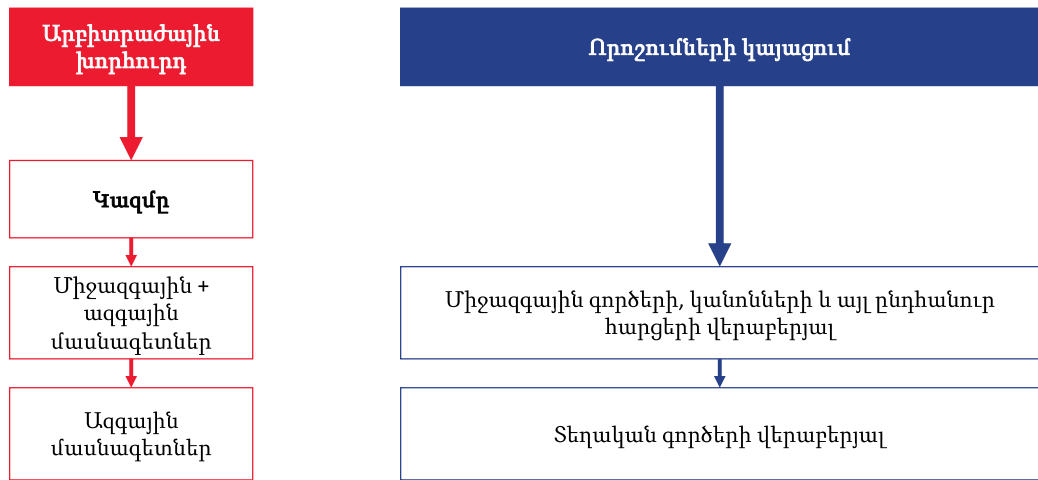 Արբիտրաժային
խորհուրդ
Որոշումների կայացում
Կազմը
Միջազգային +
ազգային
մասնագետներ
Միջազգային գործերի, կանոնների և այլ ընդհանուր
հարցերի վերաբերյալ
Ազգային
մասնագետներ
Տեղական գործերի վերաբերյալ